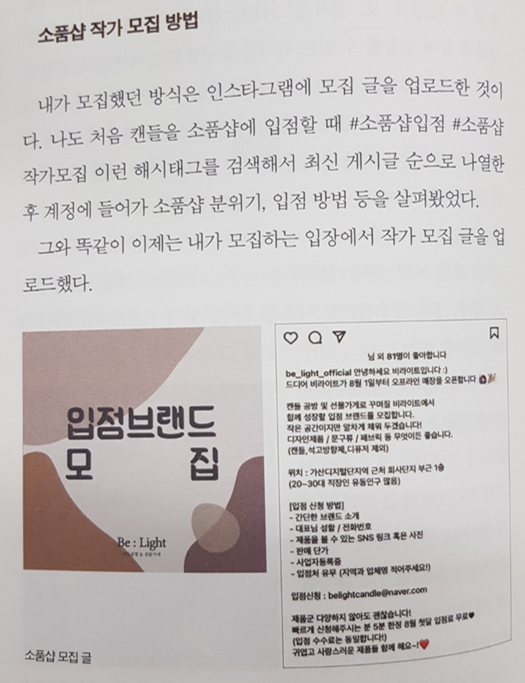 소품샵 작가 모집 방법
내가 모집했던 방식은 인스타그램에 모집 글을 업로드한 것이
다. 나도 처음 캔들을 소품샵에 입점할 때 #소품샵입점 #소품샵
작가모집 이런 해시태그를 검색해서 최신 게시글 순으로 나열한
후 계정에 들어가 소품샵 분위기, 입점 방법 등을 살펴봤었다.
그와 똑같이 이제는 내가 모집하는 입장에서 작가 모집 글을 업
로드했다.
입점브랜드
모 집
Be : Light
소품샵 모집 글
님 외 81명이 좋아합니다
be_light_official 안녕하세요 비라이트입니다 :)
드디어 비라이트가 8월 1일부터 오프라인 매장을 오픈합니다
캔들 공방 및 선물가게로 꾸며질 비라이트에서
함께 성장할 입점 브랜드를 모집합니다.
작은 공간이지만 알차게 채워 두겠습니다!
디자인제품 / 문구류 / 패브릭 등 무엇이든 좋습니다.
(캔들,석고방향제,디퓨저 제외)
위치 : 가산디지털단지역 근처 회사단지 부근 1층
(20~30대 직장인 유동인구 많음)
[입점 신청 방법]
- 간단한 브랜드 소개
- 대표님 성함 / 전화번호
- 제품을 볼 수 있는 SNS 링크 혹은 사진
- 판매 단가
- 사업자등록증
- 입점처 유무 (지역과 업체명 적어주세요!)
입점신청 : belightcandle@naver.com
제품군 다양하지 않아도 괜찮습니다!
빠르게 신청해주시는 분 5분 한정 8월 첫달 입점료 무료♥
(입점 수수료는 동일합니다!)
귀엽고 사랑스러운 제품들 함께 해요~!❤️